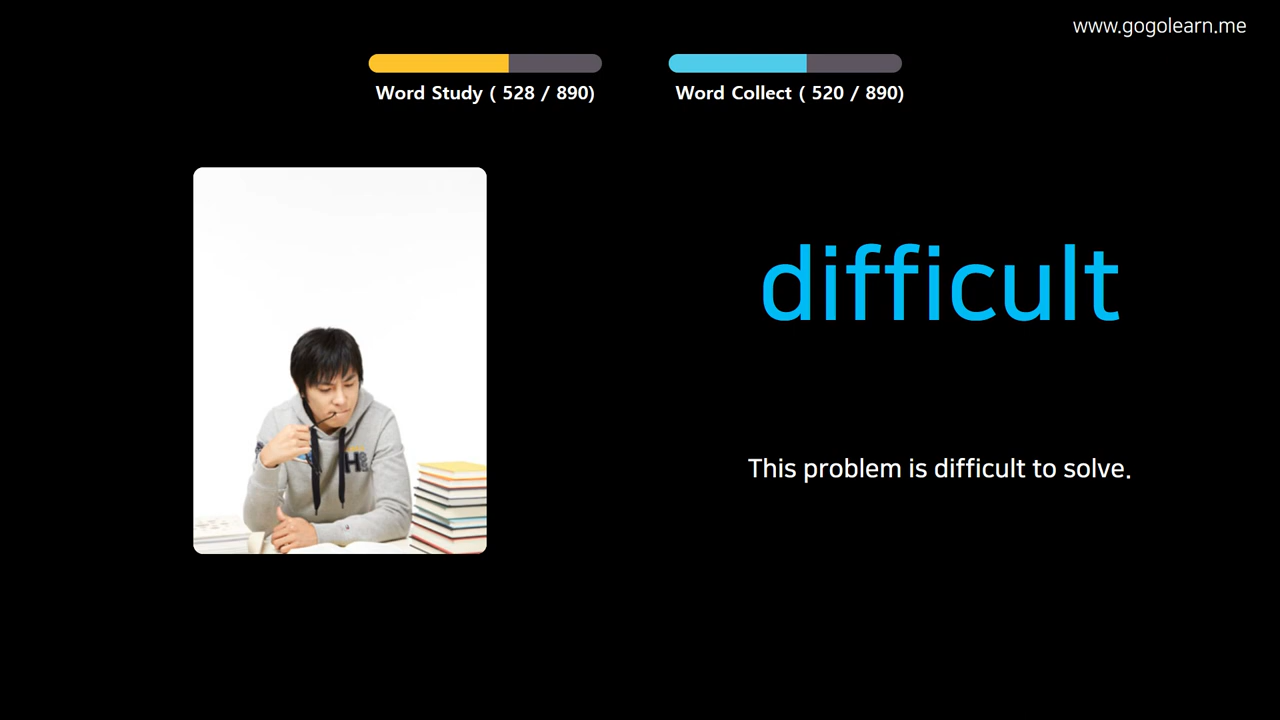 www.gogolearn.me
Word Study ( 528 / 890)
Word Collect ( 520 / 890)
difficult
This problem is difficult to solve.
H